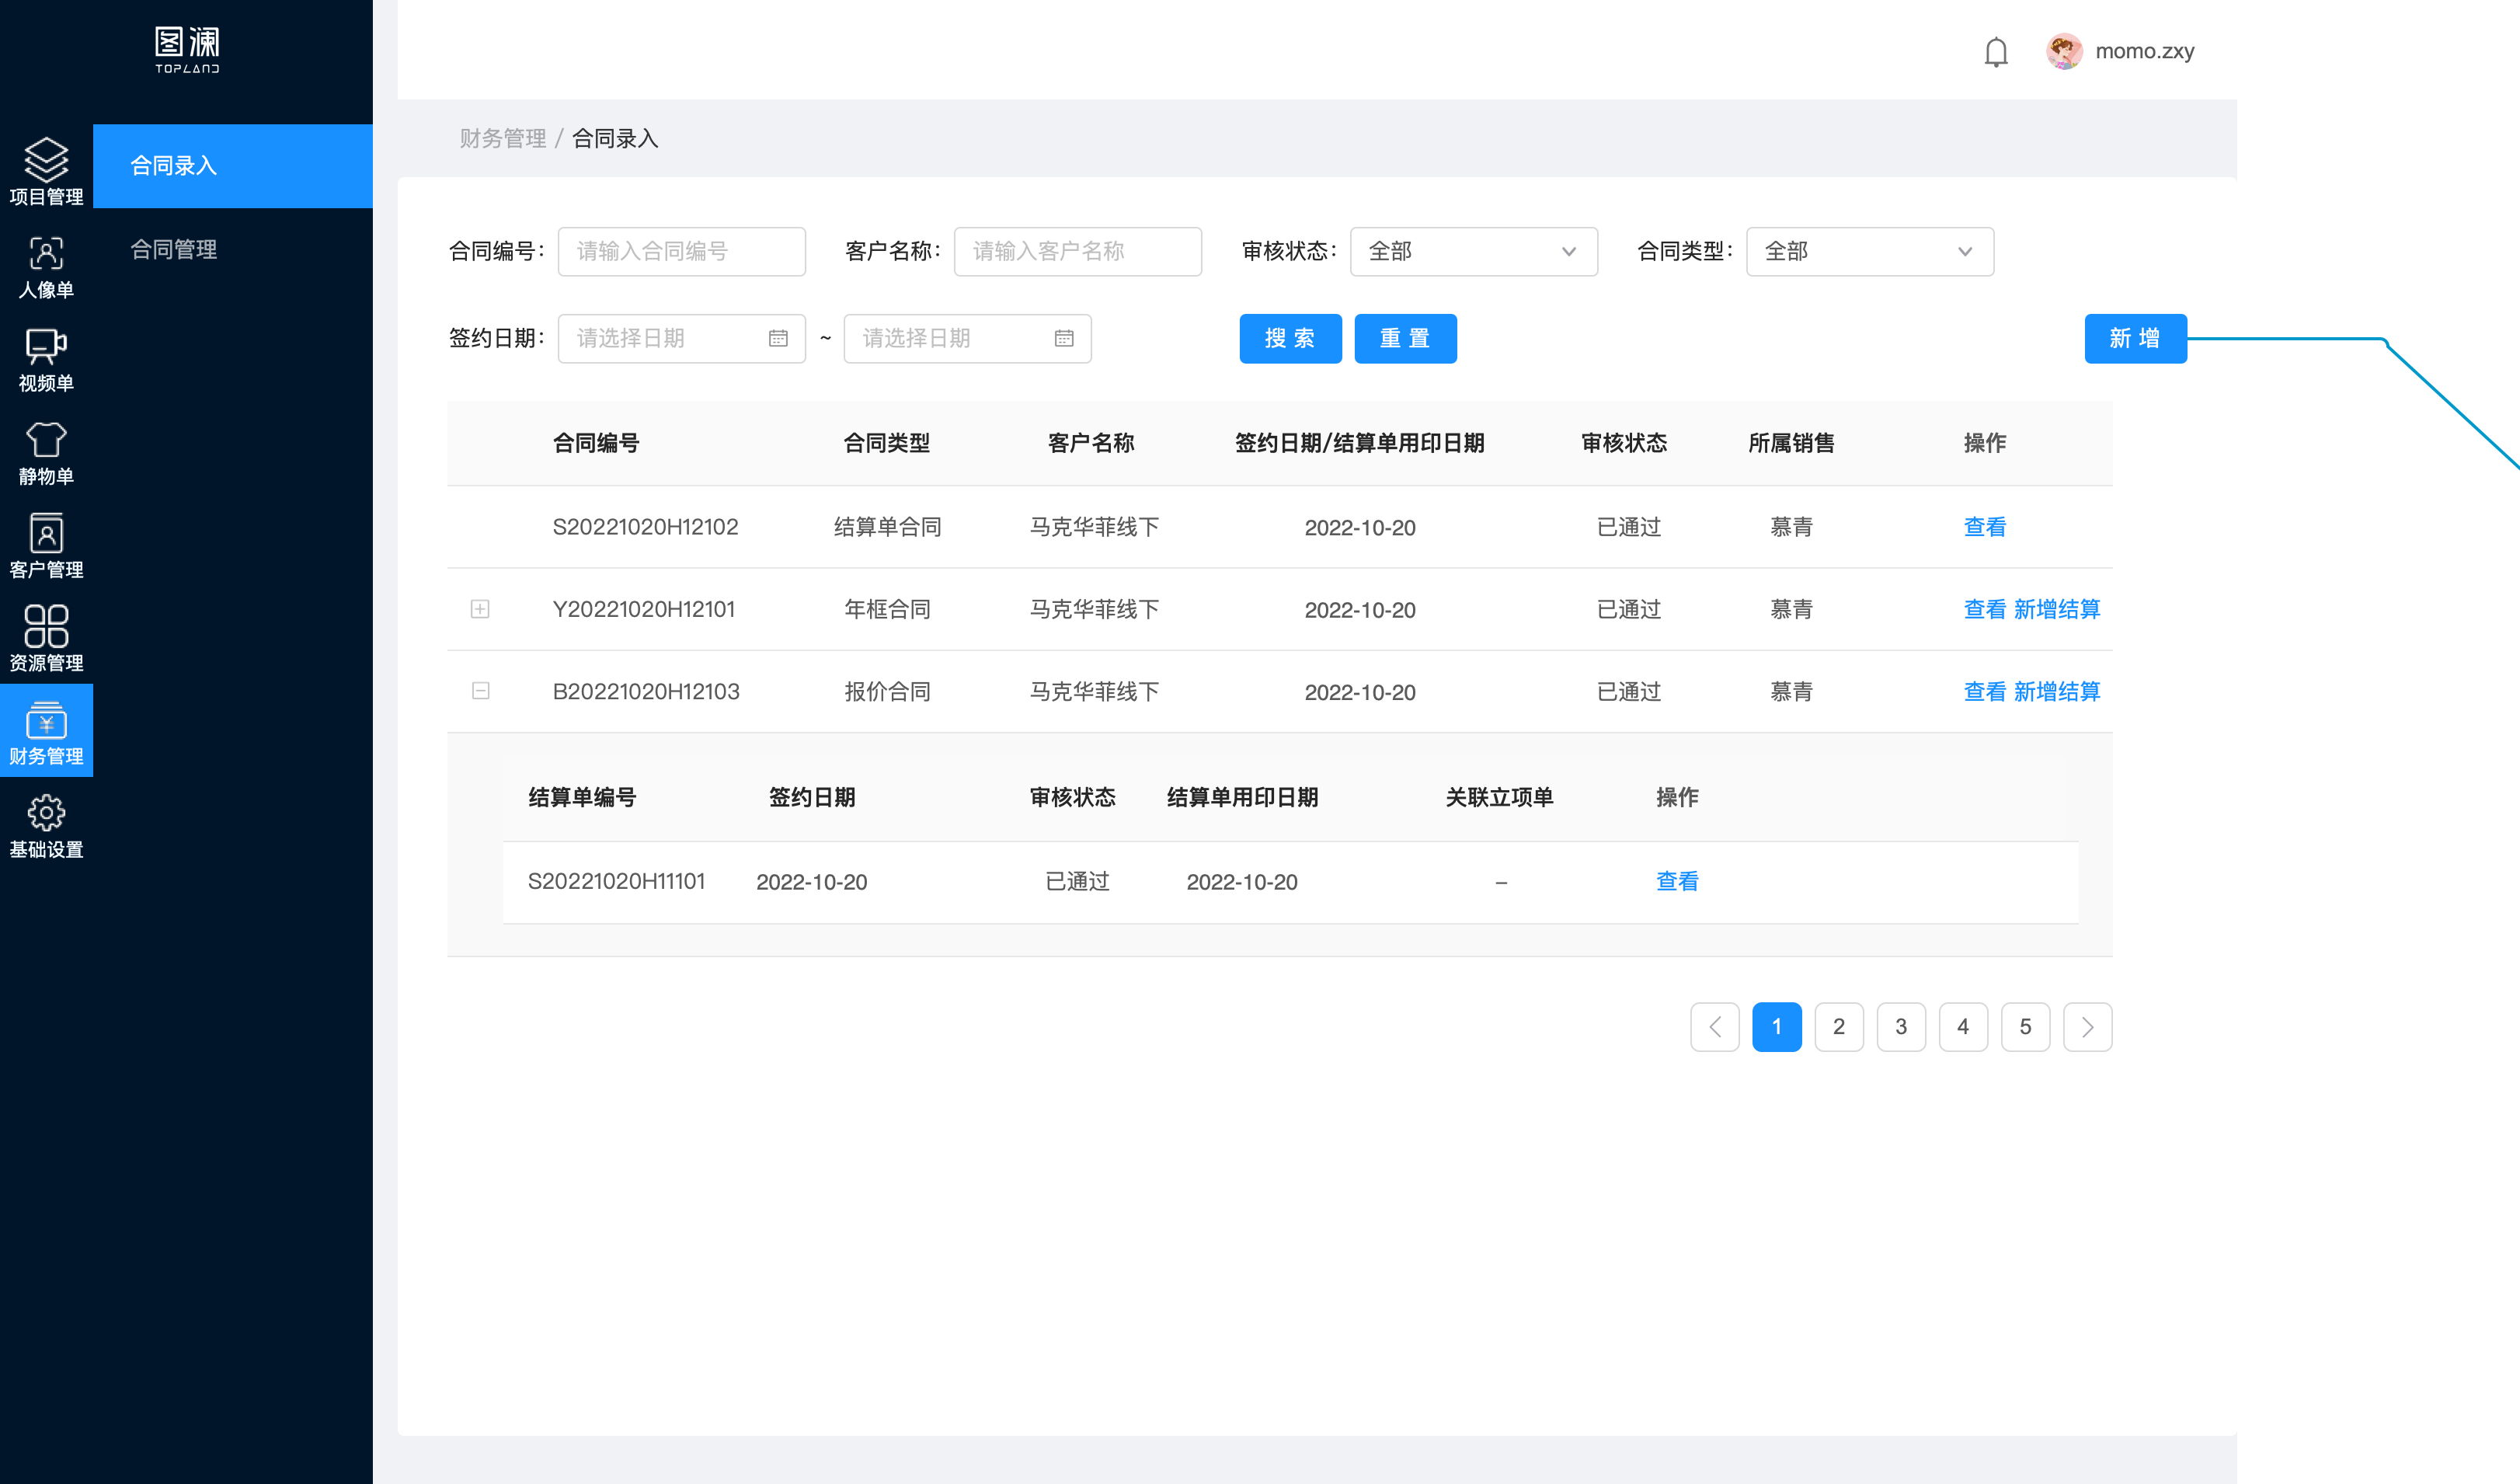 图澜
TOPLAND
项目管理
人像单
视频单
静物单
客户管理
资源管理
财务管理
基础设置
合同录入
合同管理
momo.zxy
财务管理 / 合同录入
合同编号: 请输入合同编号 客户名称: 请输入客户名称 审核状态: 全部 合同类型: 全部
签约日期: 请选择日期 ~ 请选择日期 搜 索 重 置 新 增
合同编号 合同类型 客户名称 签约日期/结算单用印日期 审核状态 所属销售 操作
S20221020H12102 结算单合同 马克华菲线下 2022-10-20 已通过 慕青 查看
Y20221020H12101 年框合同 马克华菲线下 2022-10-20 已通过 慕青 查看 新增结算
B20221020H12103 报价合同 马克华菲线下 2022-10-20 已通过 慕青 查看 新增结算
结算单编号 签约日期 审核状态 结算单用印日期 关联立项单 操作
S20221020H11101 2022-10-20 已通过 2022-10-20 – 查看
1 2 3 4 5